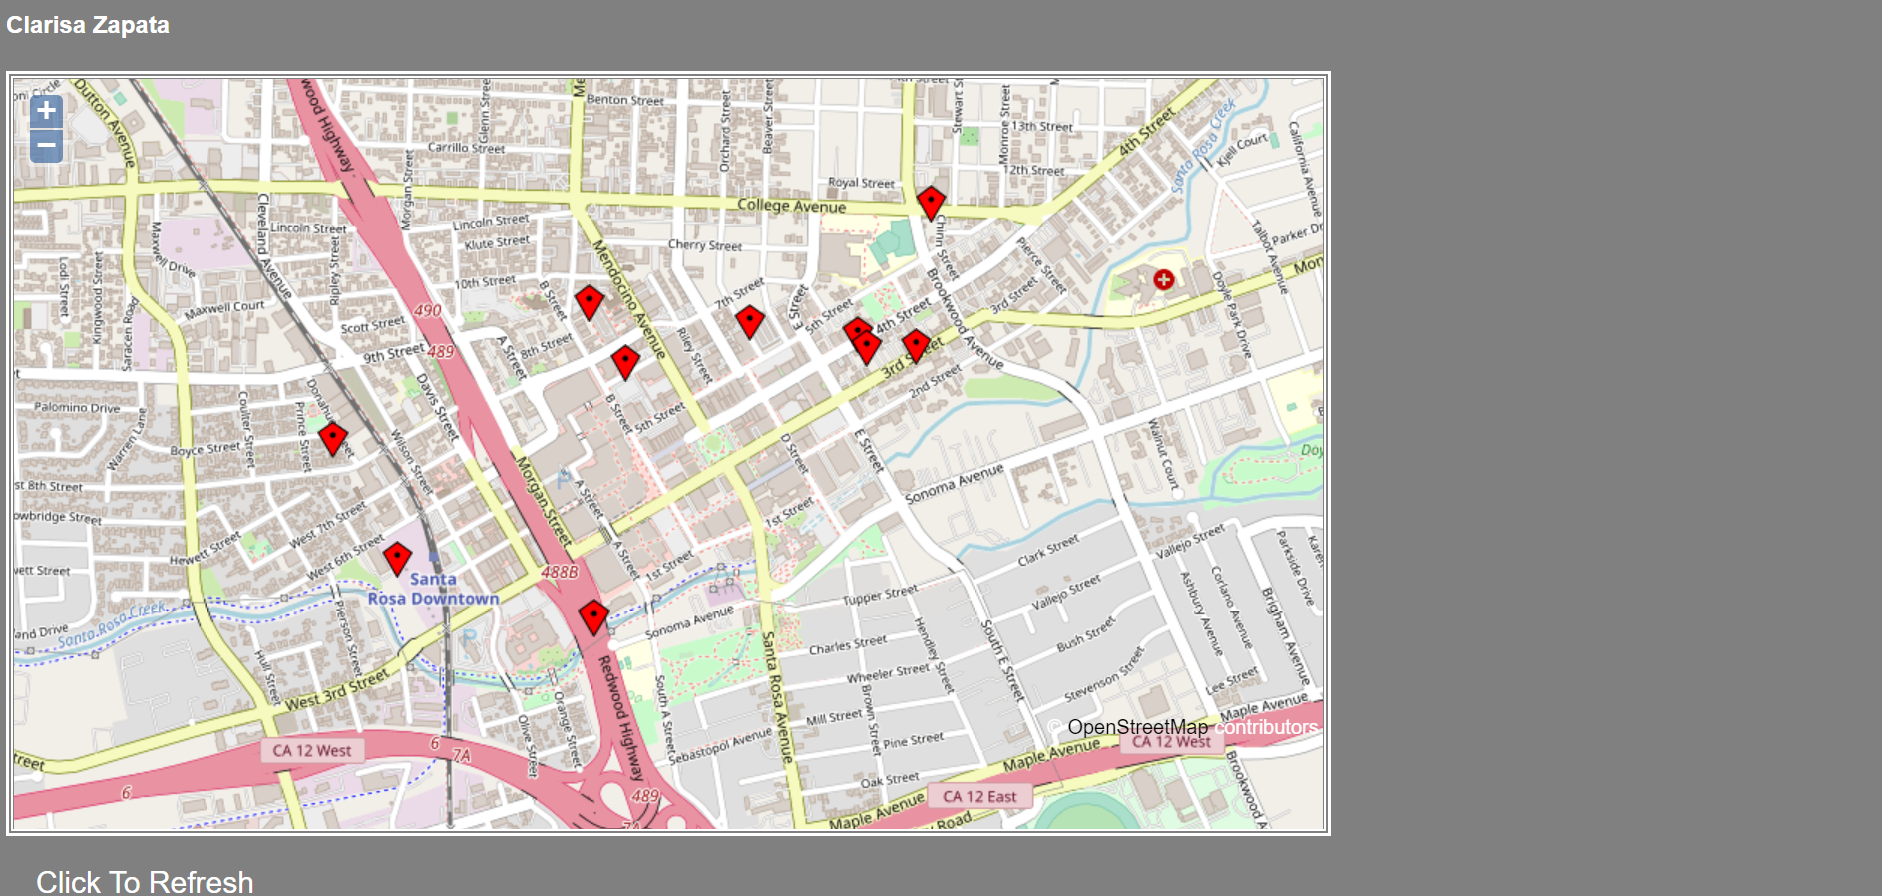 Clarisa Zapata
+
−
Dutton Avenue
wood Highway
Benton Street
Glenn Street
Orchard Street
Beaver Street
Stewart St
Monroe Street
13th Street
12th Street
4th Street
Santa Rosa Creek
Kjell Court
California Avenue
Carrillo Street
Morgan Street
Royal Street
College Avenue
Cleveland Avenue
Lincoln Street
Lincoln Street
Klute Street
Cherry Street
Chinn Street
Pierce Street
Talbot Avenue
Parker Dr
Maxwell Drive
Ripley Street
Mendocino Avenue
Lodi Street
Kingwood Street
10th Street
B Street
7th Street
E Street
5th Street
4th Street
Brookwood Avenue
3rd Street
Doyle Park Drive
Mon
Maxwell Court
Saracen Road
490
Scott Street
9th Street
489
A Street
8th Street
Riley Street
3rd Street
2nd Street
Palomino Drive
Warren Lane
Coulter Street
Prince Street
Donahue Street
Davis Street
B Street
5th Street
D Street
E Street
Boyce Street
Wilson Street
Walnut Court
Doy
st 8th Street
Morgan Street
P
A Street
Sonoma Avenue
owbridge Street
West 7th Street
1st Street
Hewett Street
West 6th Street
A Street
1st Street
Clark Street
Vallejo Street
Parkside Drive
Karen
wett Street
Santa
Rosa Downtown
488B
Tupper Street
Vallejo Street
Ashbury Avenue
Corlano Avenue
Brigham Avenue
Santa Rosa Creek
and Drive
Pierson Street
P
Sonoma Avenue
Charles Street
Hendley Street
South E Street
Bush Street
Hull Street
West 3rd Street
Redwood Highway
South A Street
Santa Rosa Avenue
Wheeler Street
Brown Street
Stevenson Street
Lee Street
Orange Street
Olive Street
Mill Street
Maple Avenue
© OpenStreetMap contributors
treet
CA 12 West
6
7A
Sebastopol Avenue
Pine Street
Maple Avenue
CA 12 West
Oak Street
Brookwood A
6
489
CA 12 East
7A
Maple Avenue
Road
Click To Refresh